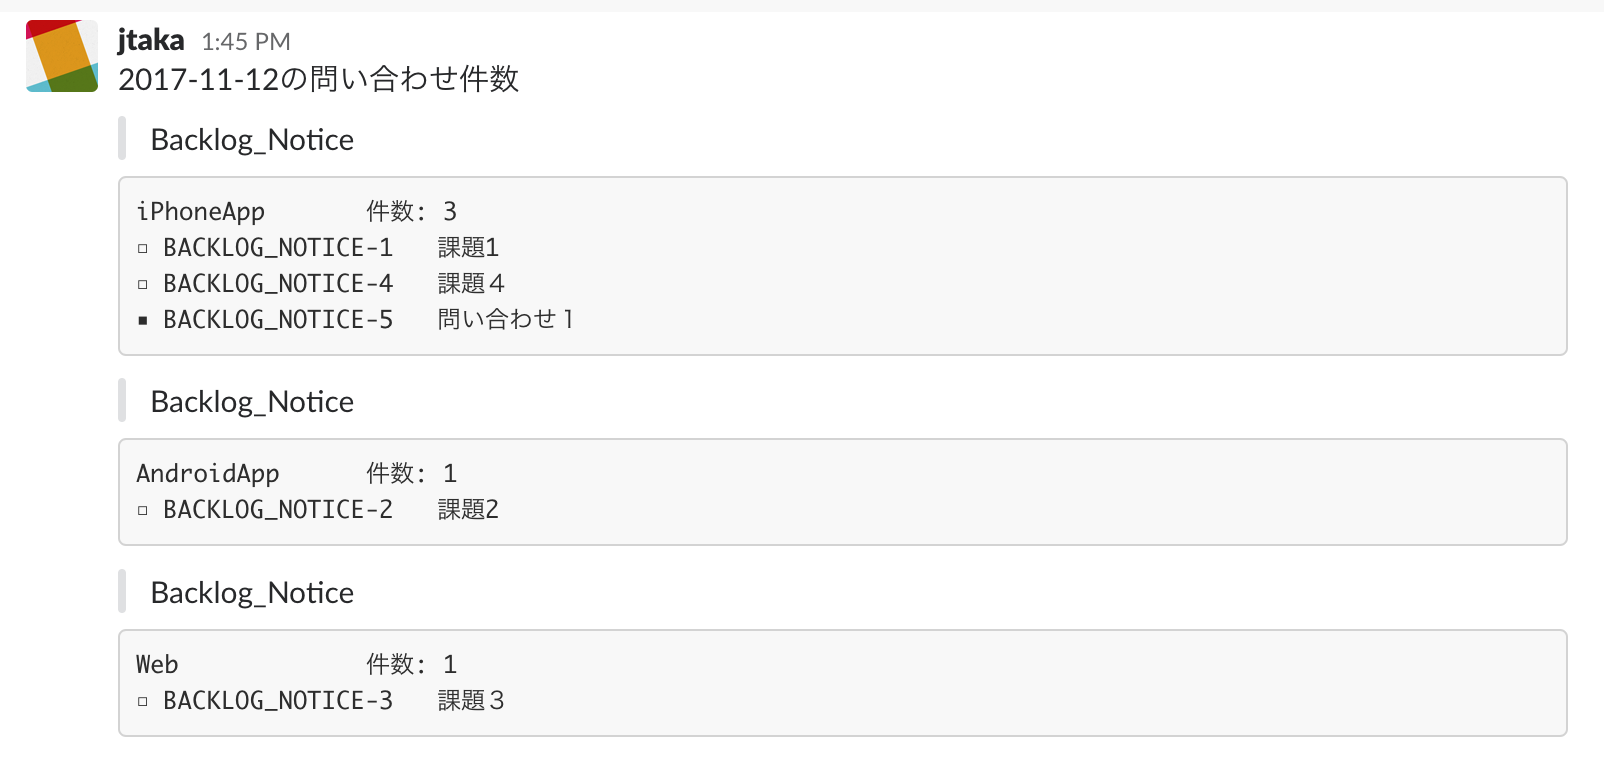 jtaka 1:45 PM
2017-11-12の問い合わせ件数
Backlog_Notice
iPhoneApp 件数: 3
▫ BACKLOG_NOTICE-1 課題1
▫ BACKLOG_NOTICE-4 課題４
▪ BACKLOG_NOTICE-5 問い合わせ１
Backlog_Notice
AndroidApp 件数: 1
▫ BACKLOG_NOTICE-2 課題2
Backlog_Notice
Web 件数: 1
▫ BACKLOG_NOTICE-3 課題３